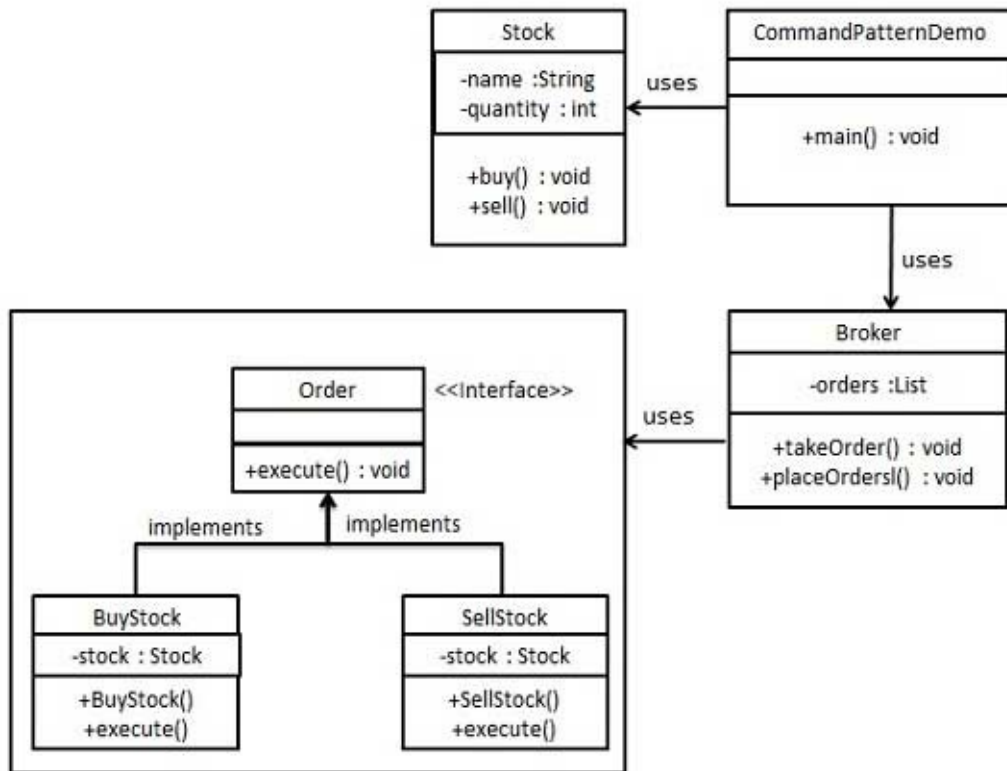 Stock
-name :String
-quantity : int
+buy() : void
+sell() : void
uses
CommandPatternDemo
+main() : void
uses
Broker
-orders :List
+takeOrder() : void
+placeOrdersl() : void
uses
Order
<<Interface>>
+execute() : void
implements
implements
BuyStock
-stock : Stock
+BuyStock()
+execute()
SellStock
-stock : Stock
+SellStock()
+execute()